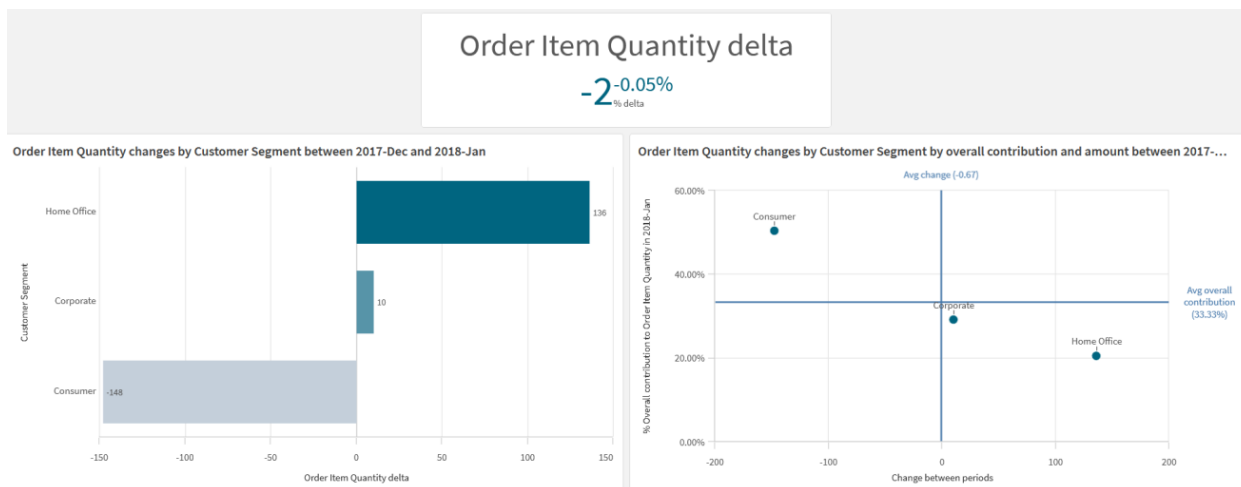 Order Item Quantity delta
-2 -0.05%
% delta
Order Item Quantity changes by Customer Segment between 2017-Dec and 2018-Jan
Customer Segment
Home Office
136
Corporate
10
Consumer
-148
-150 -100 -50 0 50 100 150
Order Item Quantity delta
Order Item Quantity changes by Customer Segment by overall contribution and amount between 2017-...
Avg change (-0.67)
% Overall contribution to Order Item Quantity in 2018-Jan
60.00%
Consumer
40.00%
Avg overall
contribution
(33.33%)
Corporate
Home Office
20.00%
0.00%
-200 -100 0 100 200
Change between periods